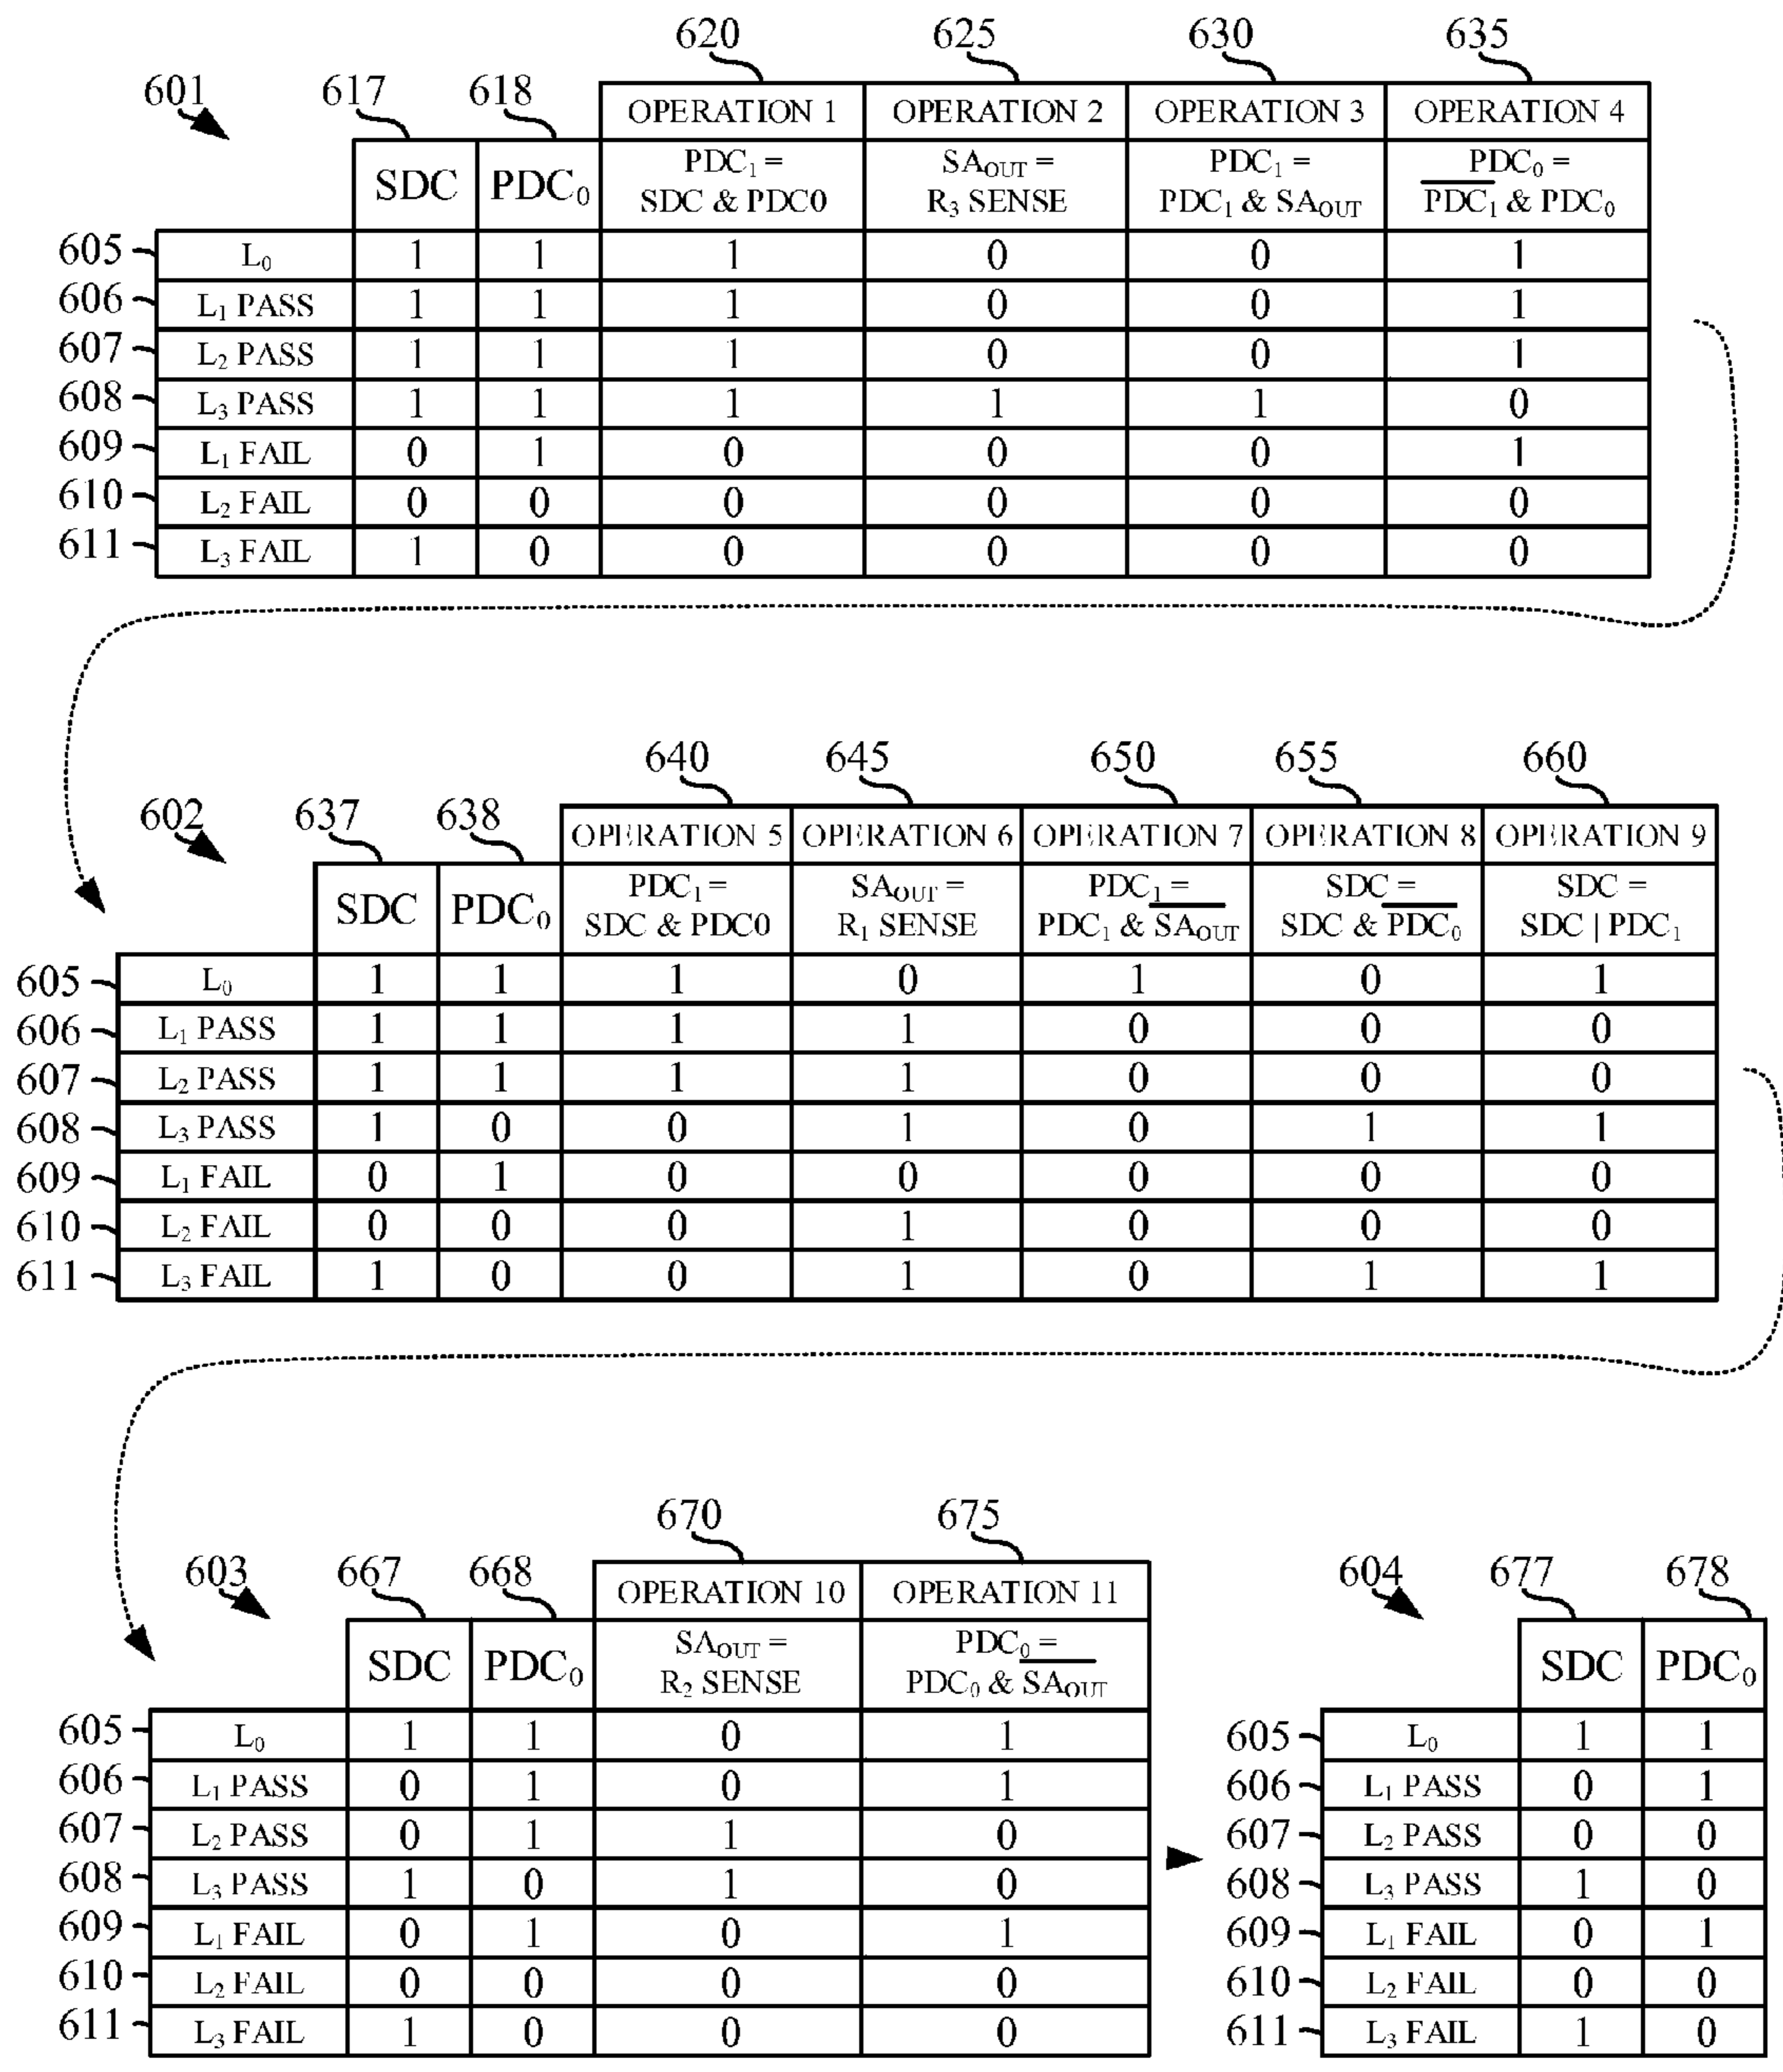 620 625 630 635
601 617 618
OPERATION 1 OPERATION 2 OPERATION 3 OPERATION 4
SDC PDC₀ PDC₁ = SDC & PDC0 SA_OUT = R₃ SENSE PDC₁ = PDC₁ & SA_OUT PDC₀ = P̅D̅C̅₁ & PDC₀
605 L₀ 1 1 1 0 0 1
606 L₁ PASS 1 1 1 0 0 1
607 L₂ PASS 1 1 1 0 0 1
608 L₃ PASS 1 1 1 1 1 0
609 L₁ FAIL 0 1 0 0 0 1
610 L₂ FAIL 0 0 0 0 0 0
611 L₃ FAIL 1 0 0 0 0 0
640 645 650 655 660
602 637 638
OPERATION 5 OPERATION 6 OPERATION 7 OPERATION 8 OPERATION 9
SDC PDC₀ PDC₁ = SDC & PDC0 SA_OUT = R₁ SENSE PDC₁ = PDC₁ & S̅A̅_OUT SDC = SDC & P̅D̅C̅₀ SDC = SDC | PDC₁
605 L₀ 1 1 1 0 1 0 1
606 L₁ PASS 1 1 1 1 0 0 0
607 L₂ PASS 1 1 1 1 0 0 0
608 L₃ PASS 1 0 0 1 0 1 1
609 L₁ FAIL 0 1 0 0 0 0 0
610 L₂ FAIL 0 0 0 1 0 0 0
611 L₃ FAIL 1 0 0 1 0 1 1
670 675
603 667 668
OPERATION 10 OPERATION 11
SDC PDC₀ SA_OUT = R₂ SENSE PDC₀ = PDC₀ & S̅A̅_OUT
605 L₀ 1 1 0 1
606 L₁ PASS 0 1 0 1
607 L₂ PASS 0 1 1 0
608 L₃ PASS 1 0 1 0
609 L₁ FAIL 0 1 0 1
610 L₂ FAIL 0 0 0 0
611 L₃ FAIL 1 0 0 0
604 677 678
SDC PDC₀
605 L₀ 1 1
606 L₁ PASS 0 1
607 L₂ PASS 0 0
608 L₃ PASS 1 0
609 L₁ FAIL 0 1
610 L₂ FAIL 0 0
611 L₃ FAIL 1 0